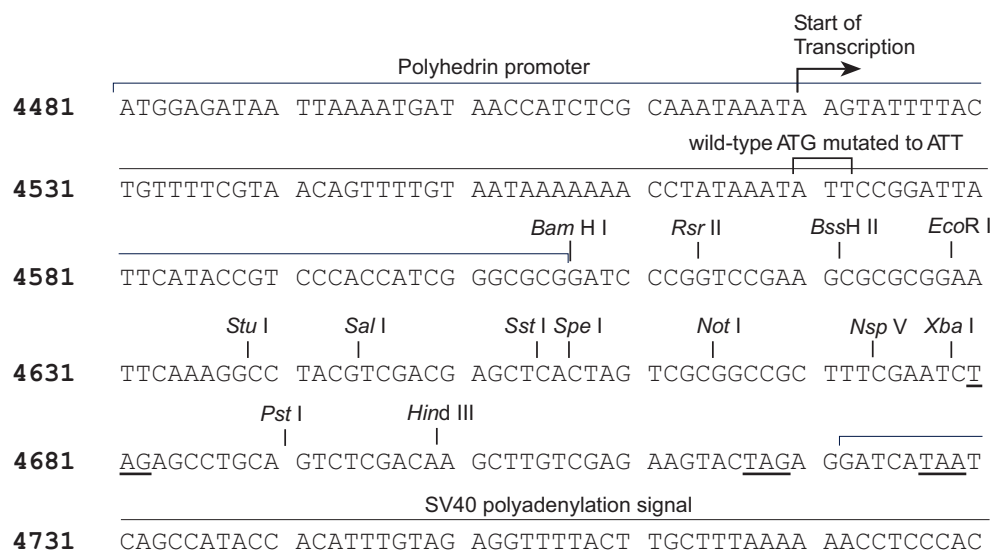 Start of
Transcription
Polyhedrin promoter
4481 ATGGAGATAA TTAAAATGAT AACCATCTCG CAAATAAATA AGTATTTTAC
wild-type ATG mutated to ATT
4531 TGTTTTCGTA ACAGTTTTGT AATAAAAAAA CCTATAAATA TTCCGGATTA
Bam H I Rsr II BssH II EcoR I
4581 TTCATACCGT CCCACCATCG GGCGCGGATC CCGGTCCGAA GCGCGCGGAA
Stu I Sal I Sst I Spe I Not I Nsp V Xba I
4631 TTCAAAGGCC TACGTCGACG AGCTCACTAG TCGCGGCCGC TTTCGAATCT
Pst I Hind III
4681 AGAGCCTGCA GTCTCGACAA GCTTGTCGAG AAGTACTAGA GGATCATAAT
SV40 polyadenylation signal
4731 CAGCCATACC ACATTTGTAG AGGTTTTACT TGCTTTAAAA AACCTCCCAC